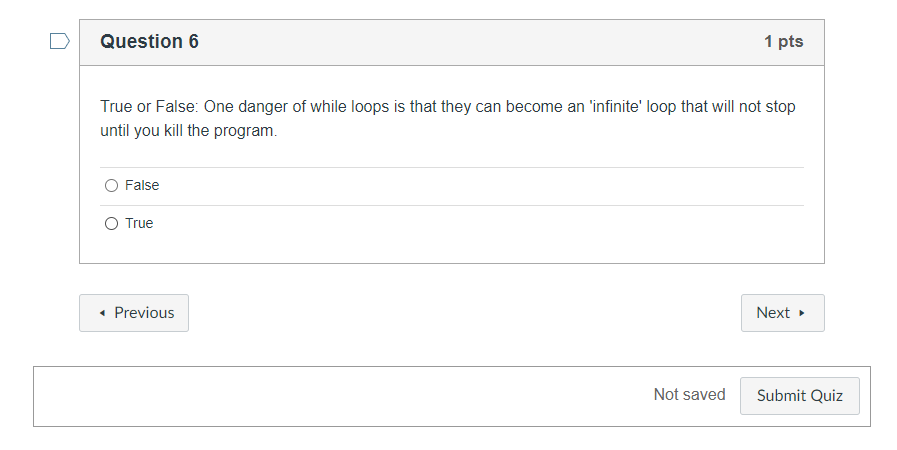 Question 6
1 pts
True or False: One danger of while loops is that they can become an 'infinite' loop that will not stop
until you kill the program.
False
True
Previous
Next
Not saved
Submit Quiz